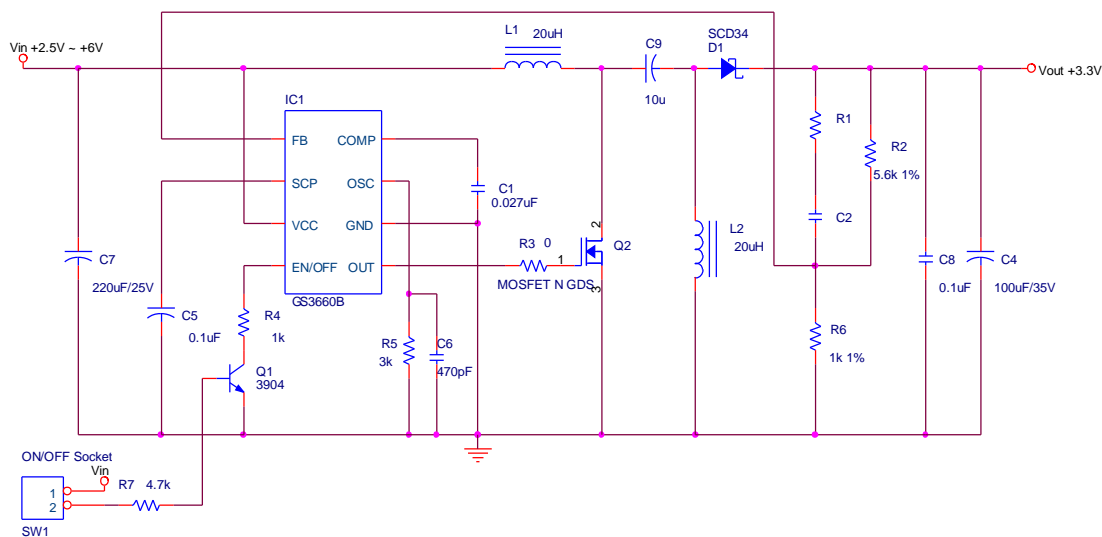 L1
20uH
SCD34
D1
C9
10u
Vin +2.5V ~ +6V
Vout +3.3V
IC1
FB
COMP
SCP
OSC
VCC
GND
EN/OFF
OUT
GS3660B
C1
0.027uF
R1
R2
5.6k 1%
C2
R3 0
1
2
3
Q2
MOSFET N GDS
L2
20uH
C7
220uF/25V
C5
0.1uF
R4
1k
C8
0.1uF
C4
100uF/35V
R5
3k
C6
470pF
R6
1k 1%
Q1
3904
ON/OFF Socket
Vin
R7 4.7k
1
2
SW1